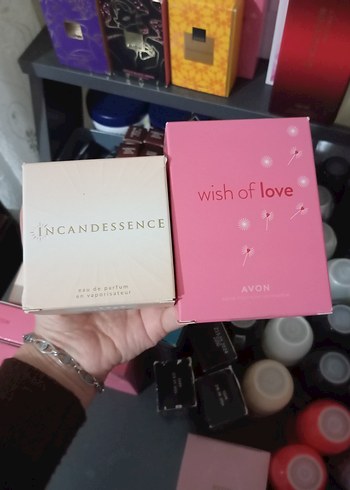 INCANDESSENCE
eau de parfum
en vaporisateur
wish of love
AVON